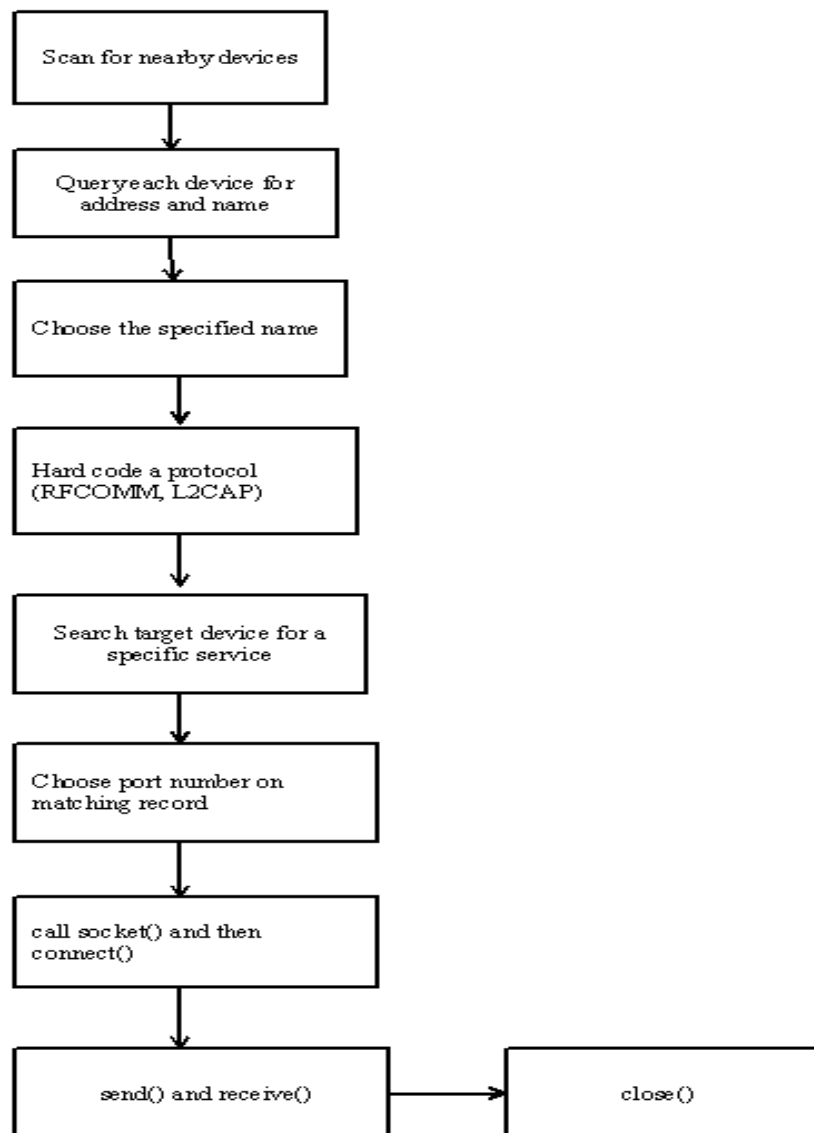 Scan for nearby devices
Query each device for
address and name
Choose the specified name
Hard code a protocol
(RFCOMM, L2CAP)
Search target device for a
specific service
Choose port number on
matching record
call socket() and then
connect()
send() and receive()
close()